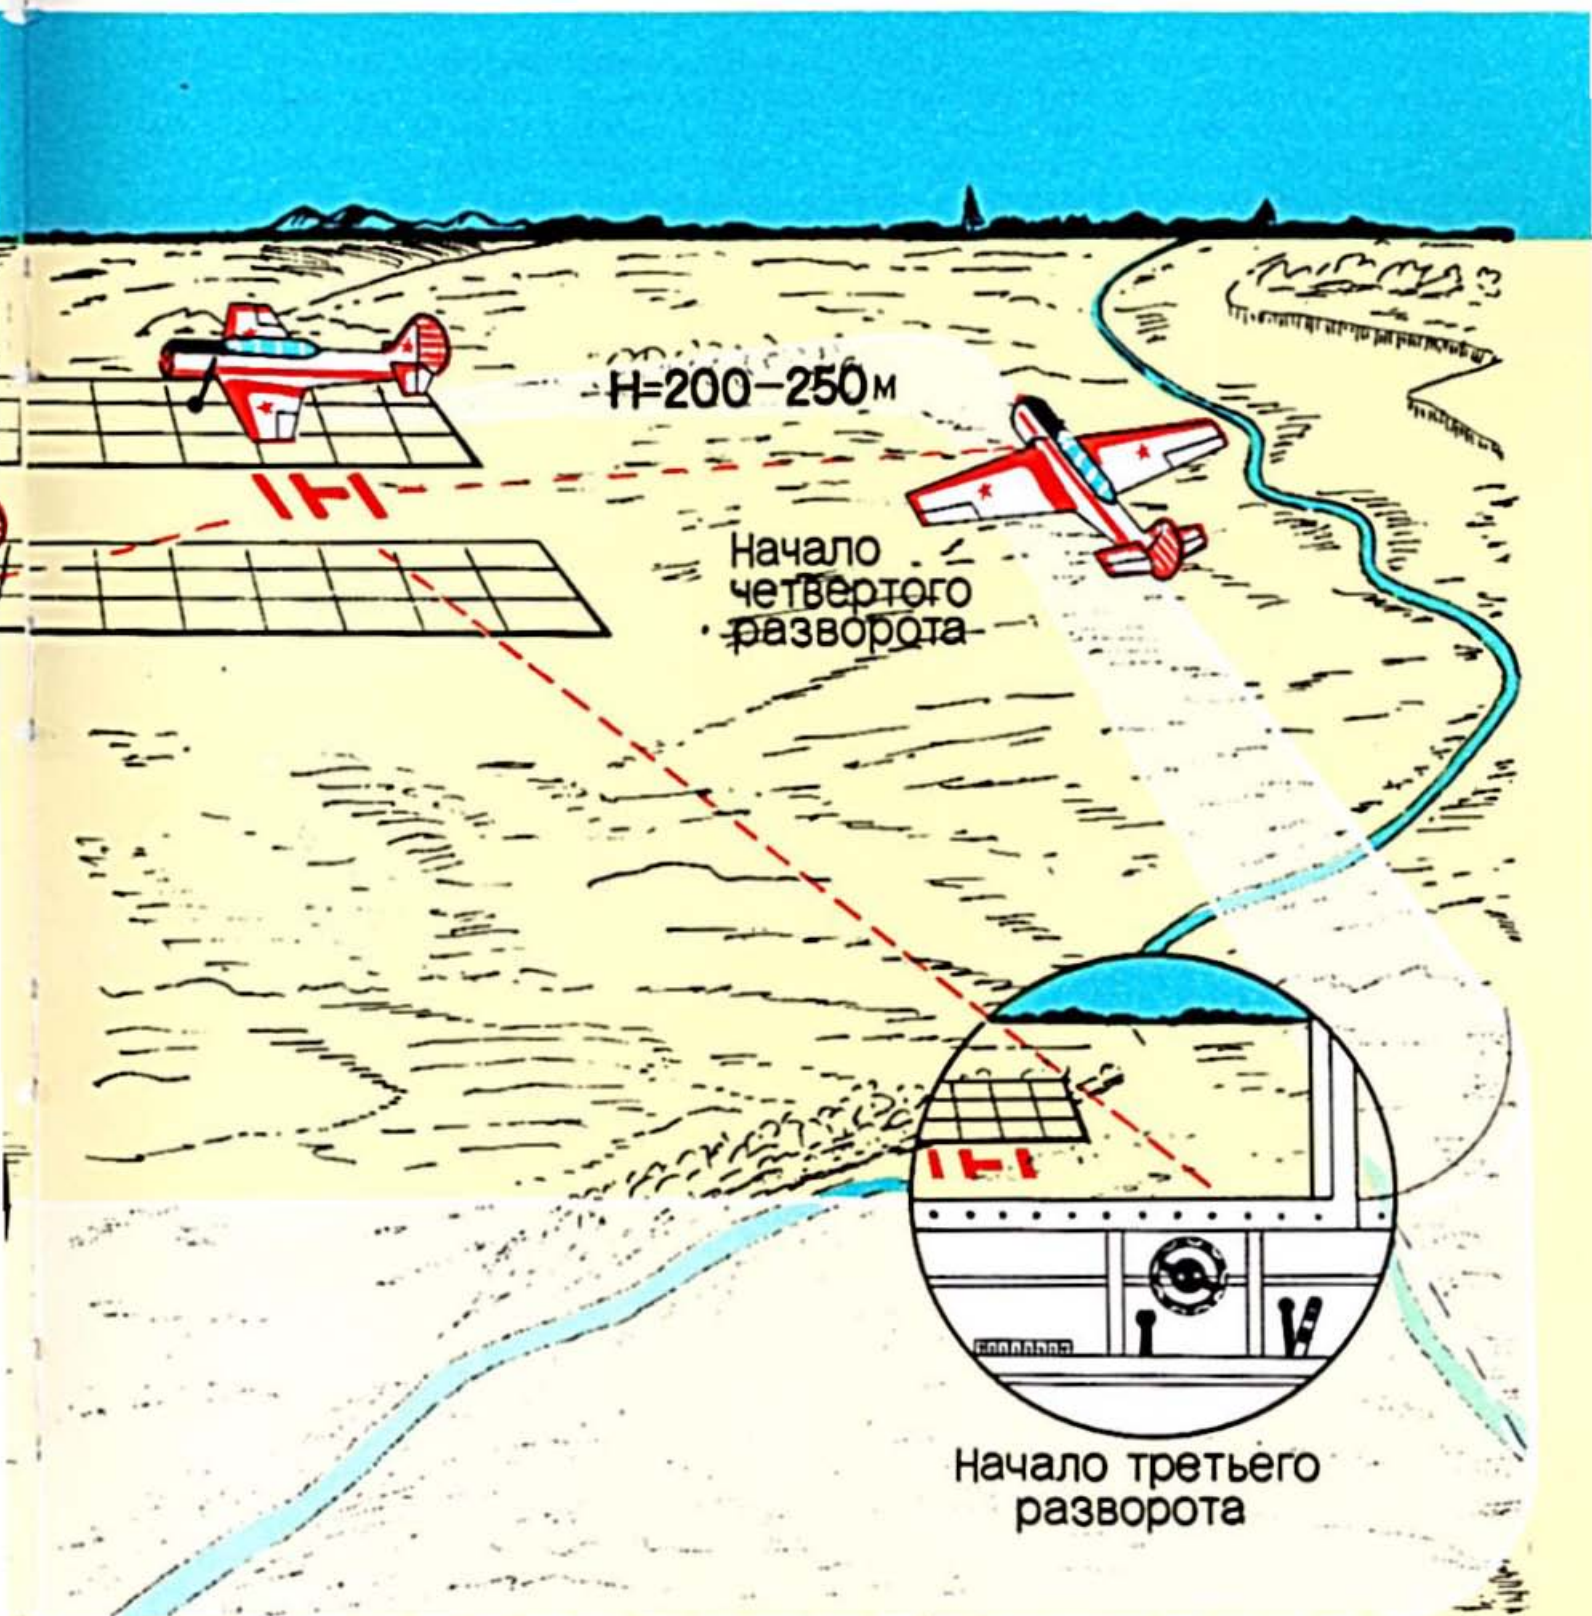 H=200-250м
Начало
четвертого
разворота
Начало третьего
разворота